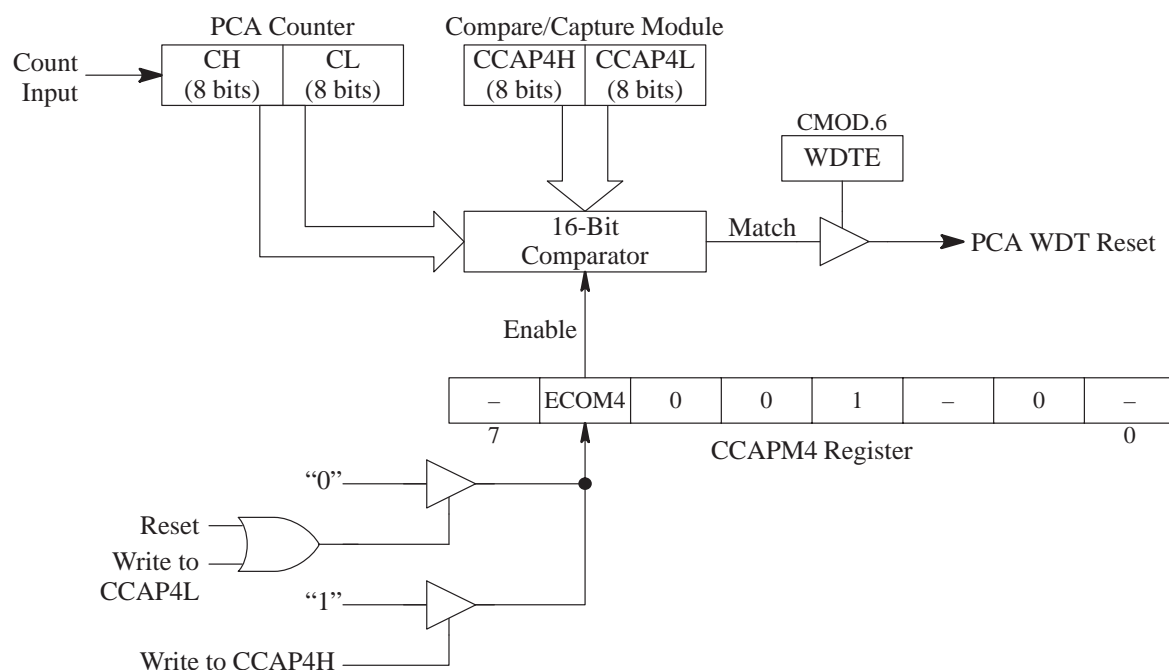 PCA Counter
Compare/Capture Module
Count
Input
CH
(8 bits)
CL
(8 bits)
CCAP4H
(8 bits)
CCAP4L
(8 bits)
CMOD.6
WDTE
16-Bit
Comparator
Match
PCA WDT Reset
Enable
– ECOM4 0 0 1 – 0 –
7 0
CCAPM4 Register
“0”
Reset
Write to
CCAP4L
“1”
Write to CCAP4H